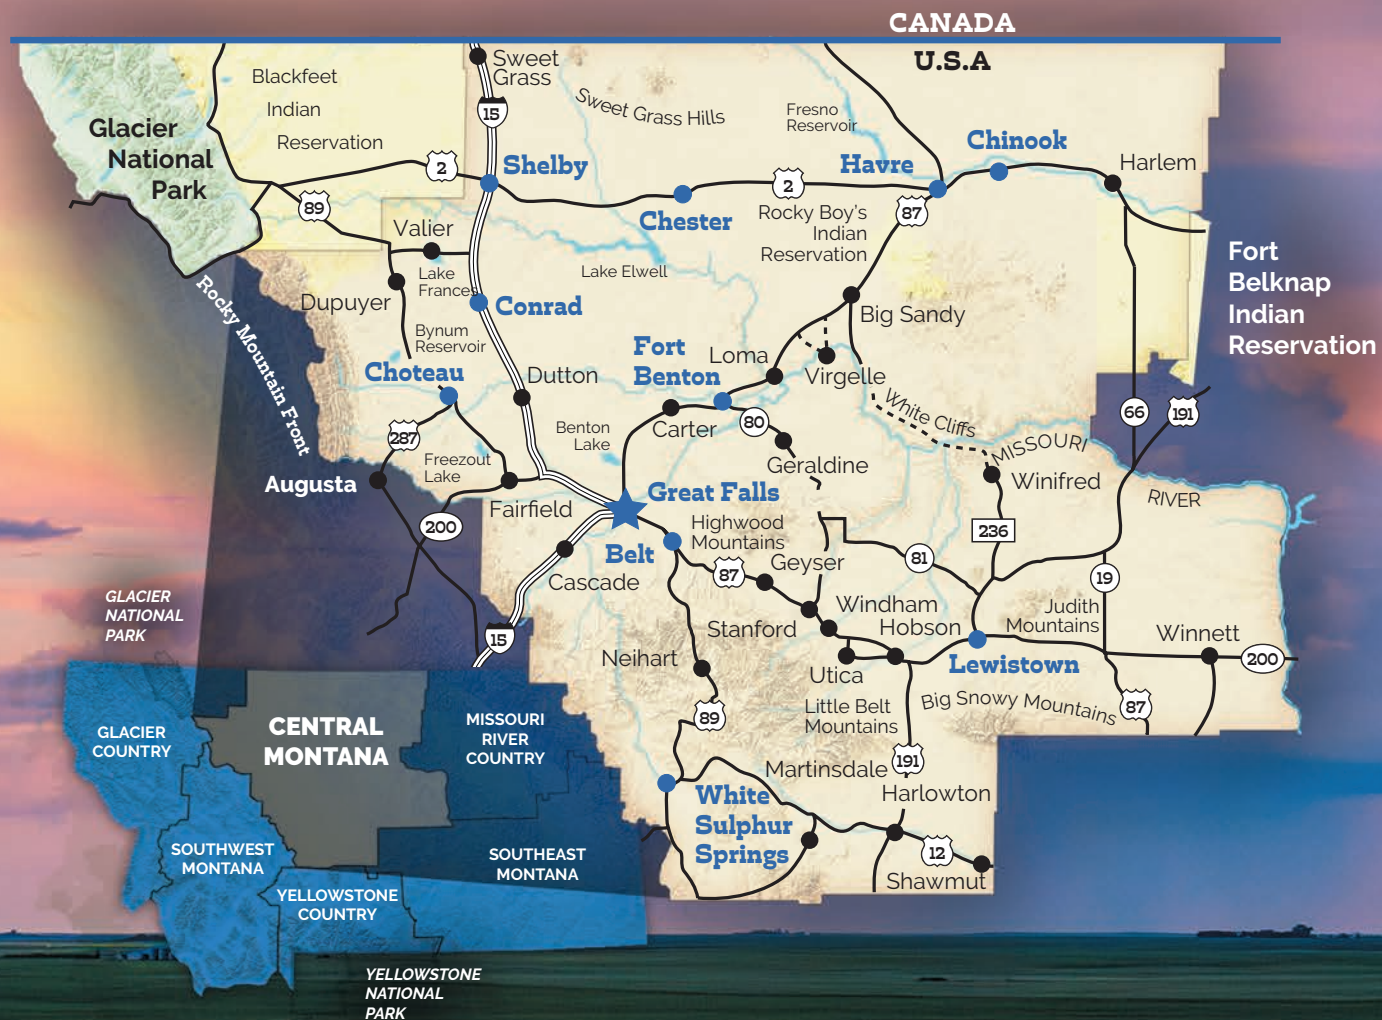 CANADA
U.S.A
Sweet
Grass
Blackfeet
Indian
Reservation
15
Sweet Grass Hills
Fresno
Reservoir
Glacier
National
Park
2
Shelby
Chinook
Havre
Harlem
2
89
Chester
87
Valier
Rocky Boy's
Indian
Reservation
Lake
Frances
Lake Elwell
Fort
Belknap
Indian
Reservation
Dupuyer
Conrad
Big Sandy
Rocky Mountain Front
Bynum
Reservoir
Fort
Benton
Loma
Virgelle
Choteau
Dutton
White Cliffs
287
Benton
Lake
Carter
80
66
191
Geraldine
MISSOURI
RIVER
Freezout
Lake
Augusta
Winifred
Fairfield
Great Falls
200
Highwood
Mountains
236
Belt
Cascade
87
Geyser
81
19
Windham
Judith
Mountains
15
Stanford
Hobson
Winnett
Neihart
Utica
Lewistown
200
Little Belt
Mountains
Big Snowy Mountains
89
87
191
Martinsdale
Harlowton
White
Sulphur
Springs
12
Shawmut
GLACIER
NATIONAL
PARK
GLACIER
COUNTRY
CENTRAL
MONTANA
MISSOURI
RIVER
COUNTRY
SOUTHWEST
MONTANA
SOUTHEAST
MONTANA
YELLOWSTONE
COUNTRY
YELLOWSTONE
NATIONAL
PARK